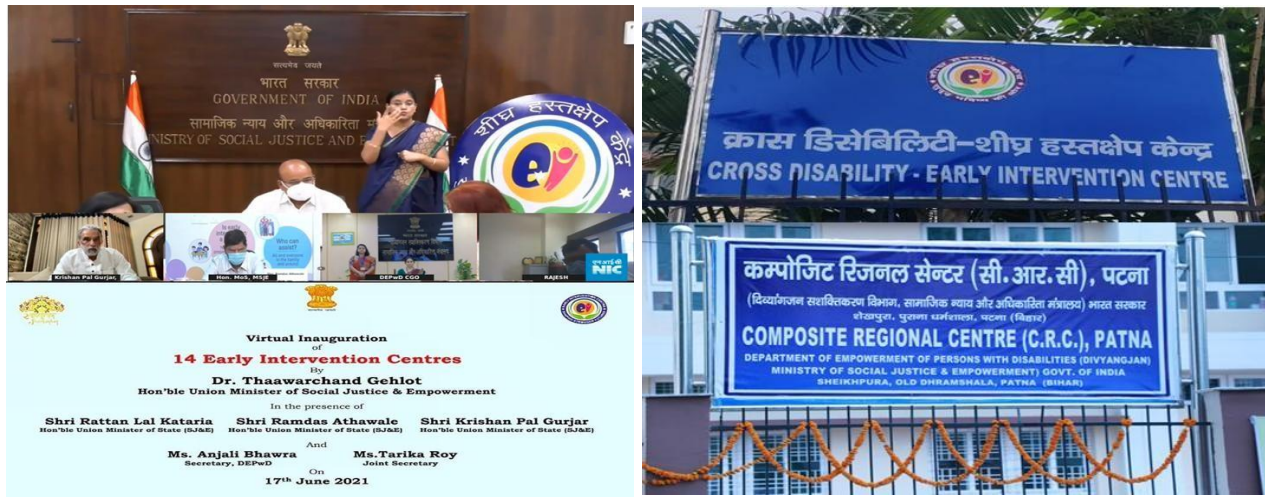 सत्यमेव जयते
भारत सरकार
GOVERNMENT OF INDIA
सामाजिक न्याय और अधिकारिता
MINISTRY OF SOCIAL JUSTICE AND
शीघ्र हस्तक्षेप केंद्र
ei
Who can assist?
Krishan Pal Gurjar,
Hon. MoS, MSJE
DEPwD CGO
RAJESH
एन आई सी
NIC
Virtual Inauguration
of
14 Early Intervention Centres
By
Dr. Thaawarchand Gehlot
Hon'ble Union Minister of Social Justice & Empowerment
In the presence of
Shri Rattan Lal Kataria Shri Ramdas Athawale Shri Krishan Pal Gurjar
Hon'ble Union Minister of State (SJ&E) Hon'ble Union Minister of State (SJ&E) Hon'ble Union Minister of State (SJ&E)
And
Ms. Anjali Bhawra Ms.Tarika Roy
Secretary, DEPwD Joint Secretary
On
17th June 2021
क्रास डिसेबिलिटी-शीघ्र हस्तक्षेप केन्द्र
CROSS DISABILITY - EARLY INTERVENTION CENTRE
कम्पोजिट रिजनल सेन्टर (सी.आर.सी), पटना
(दिव्यांगजन सशक्तिकरण विभाग, सामाजिक न्याय और अधिकारिता मंत्रालय) भारत सरकार
शेखपुरा, पुराना धर्मशाला, पटना (बिहार)
COMPOSITE REGIONAL CENTRE (C.R.C.), PATNA
DEPARTMENT OF EMPOWERMENT OF PERSONS WITH DISABILITIES (DIVYANGJAN)
MINISTRY OF SOCIAL JUSTICE & EMPOWERMENT) GOVT. OF INDIA
SHEIKHPURA, OLD DHRAMSHALA, PATNA (BIHAR)